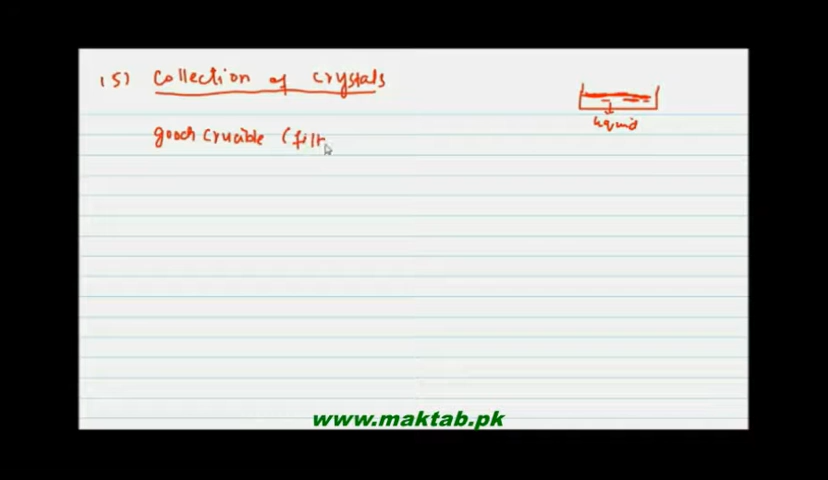 (5) Collection of Crystals
liquid
gooch crucible (filt
www.maktab.pk